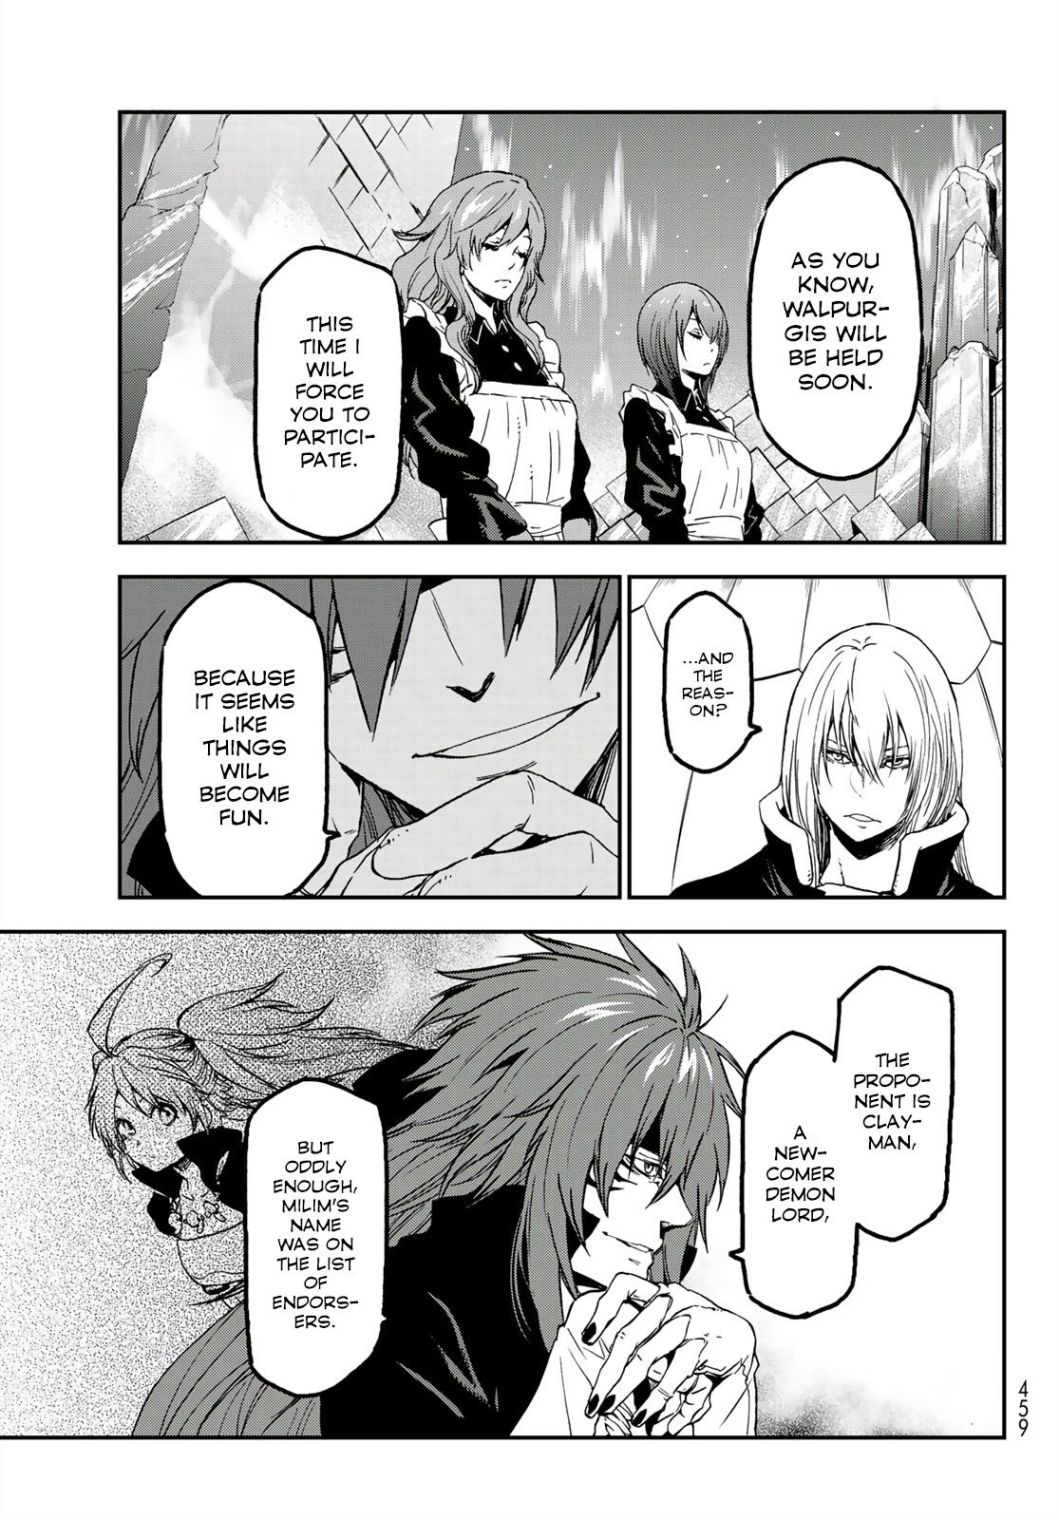 AS YOU
KNOW,
WALPUR-
GIS WILL
BE HELD
SOON.
THIS
TIME I
WILL
FORCE
YOU TO
PARTICI-
PATE.
...AND
THE
REAS-
ON?
BECAUSE
IT SEEMS
LIKE
THINGS
WILL
BECOME
FUN.
THE
PROPO-
NENT IS
CLAY-
MAN,
A
NEW-
COMER
DEMON
LORD,
BUT
ODDLY
ENOUGH,
MILIM'S
NAME
WAS ON
THE LIST
OF
ENDORS-
ERS.
459